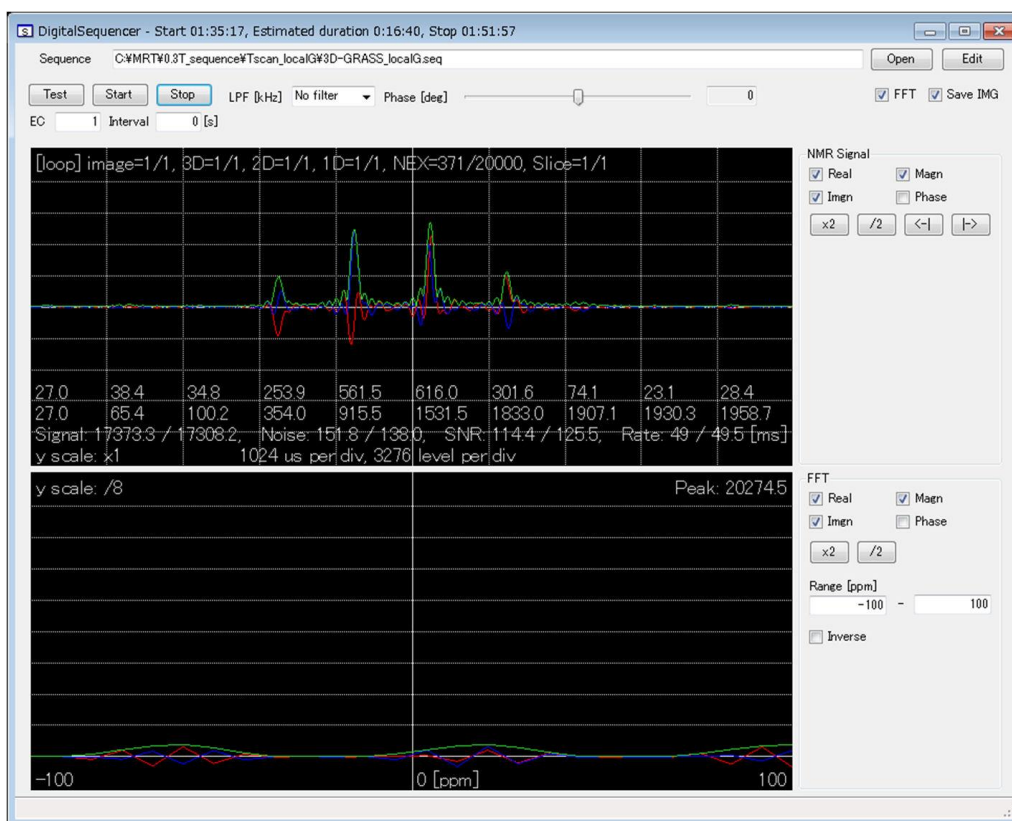 DigitalSequencer - Start 01:35:17, Estimated duration 0:16:40, Stop 01:51:57
Sequence C:¥MRT¥0.3T_sequence¥Tscan_localG¥3D-GRASS_localG.seq Open Edit
Test Start Stop LPF [kHz] No filter Phase [deg] 0 FFT Save IMG
EC 1 Interval 0 [s]
[loop] image=1/1, 3D=1/1, 2D=1/1, 1D=1/1, NEX=371/20000, Slice=1/1
27.0 38.4 34.8 253.9 561.5 616.0 301.6 74.1 23.1 28.4
27.0 65.4 100.2 354.0 915.5 1531.5 1833.0 1907.1 1930.3 1958.7
Signal: 17373.3 / 17308.2, Noise: 151.8 / 138.0, SNR: 114.4 / 125.5, Rate: 49 / 49.5 [ms]
y scale: x1 1024 us per div, 3276 level per div
NMR Signal
Real Magn
Imgn Phase
x2 /2 <-| |->
y scale: /8 Peak: 20274.5
-100 0 [ppm] 100
FFT
Real Magn
Imgn Phase
x2 /2
Range [ppm]
-100 - 100
Inverse